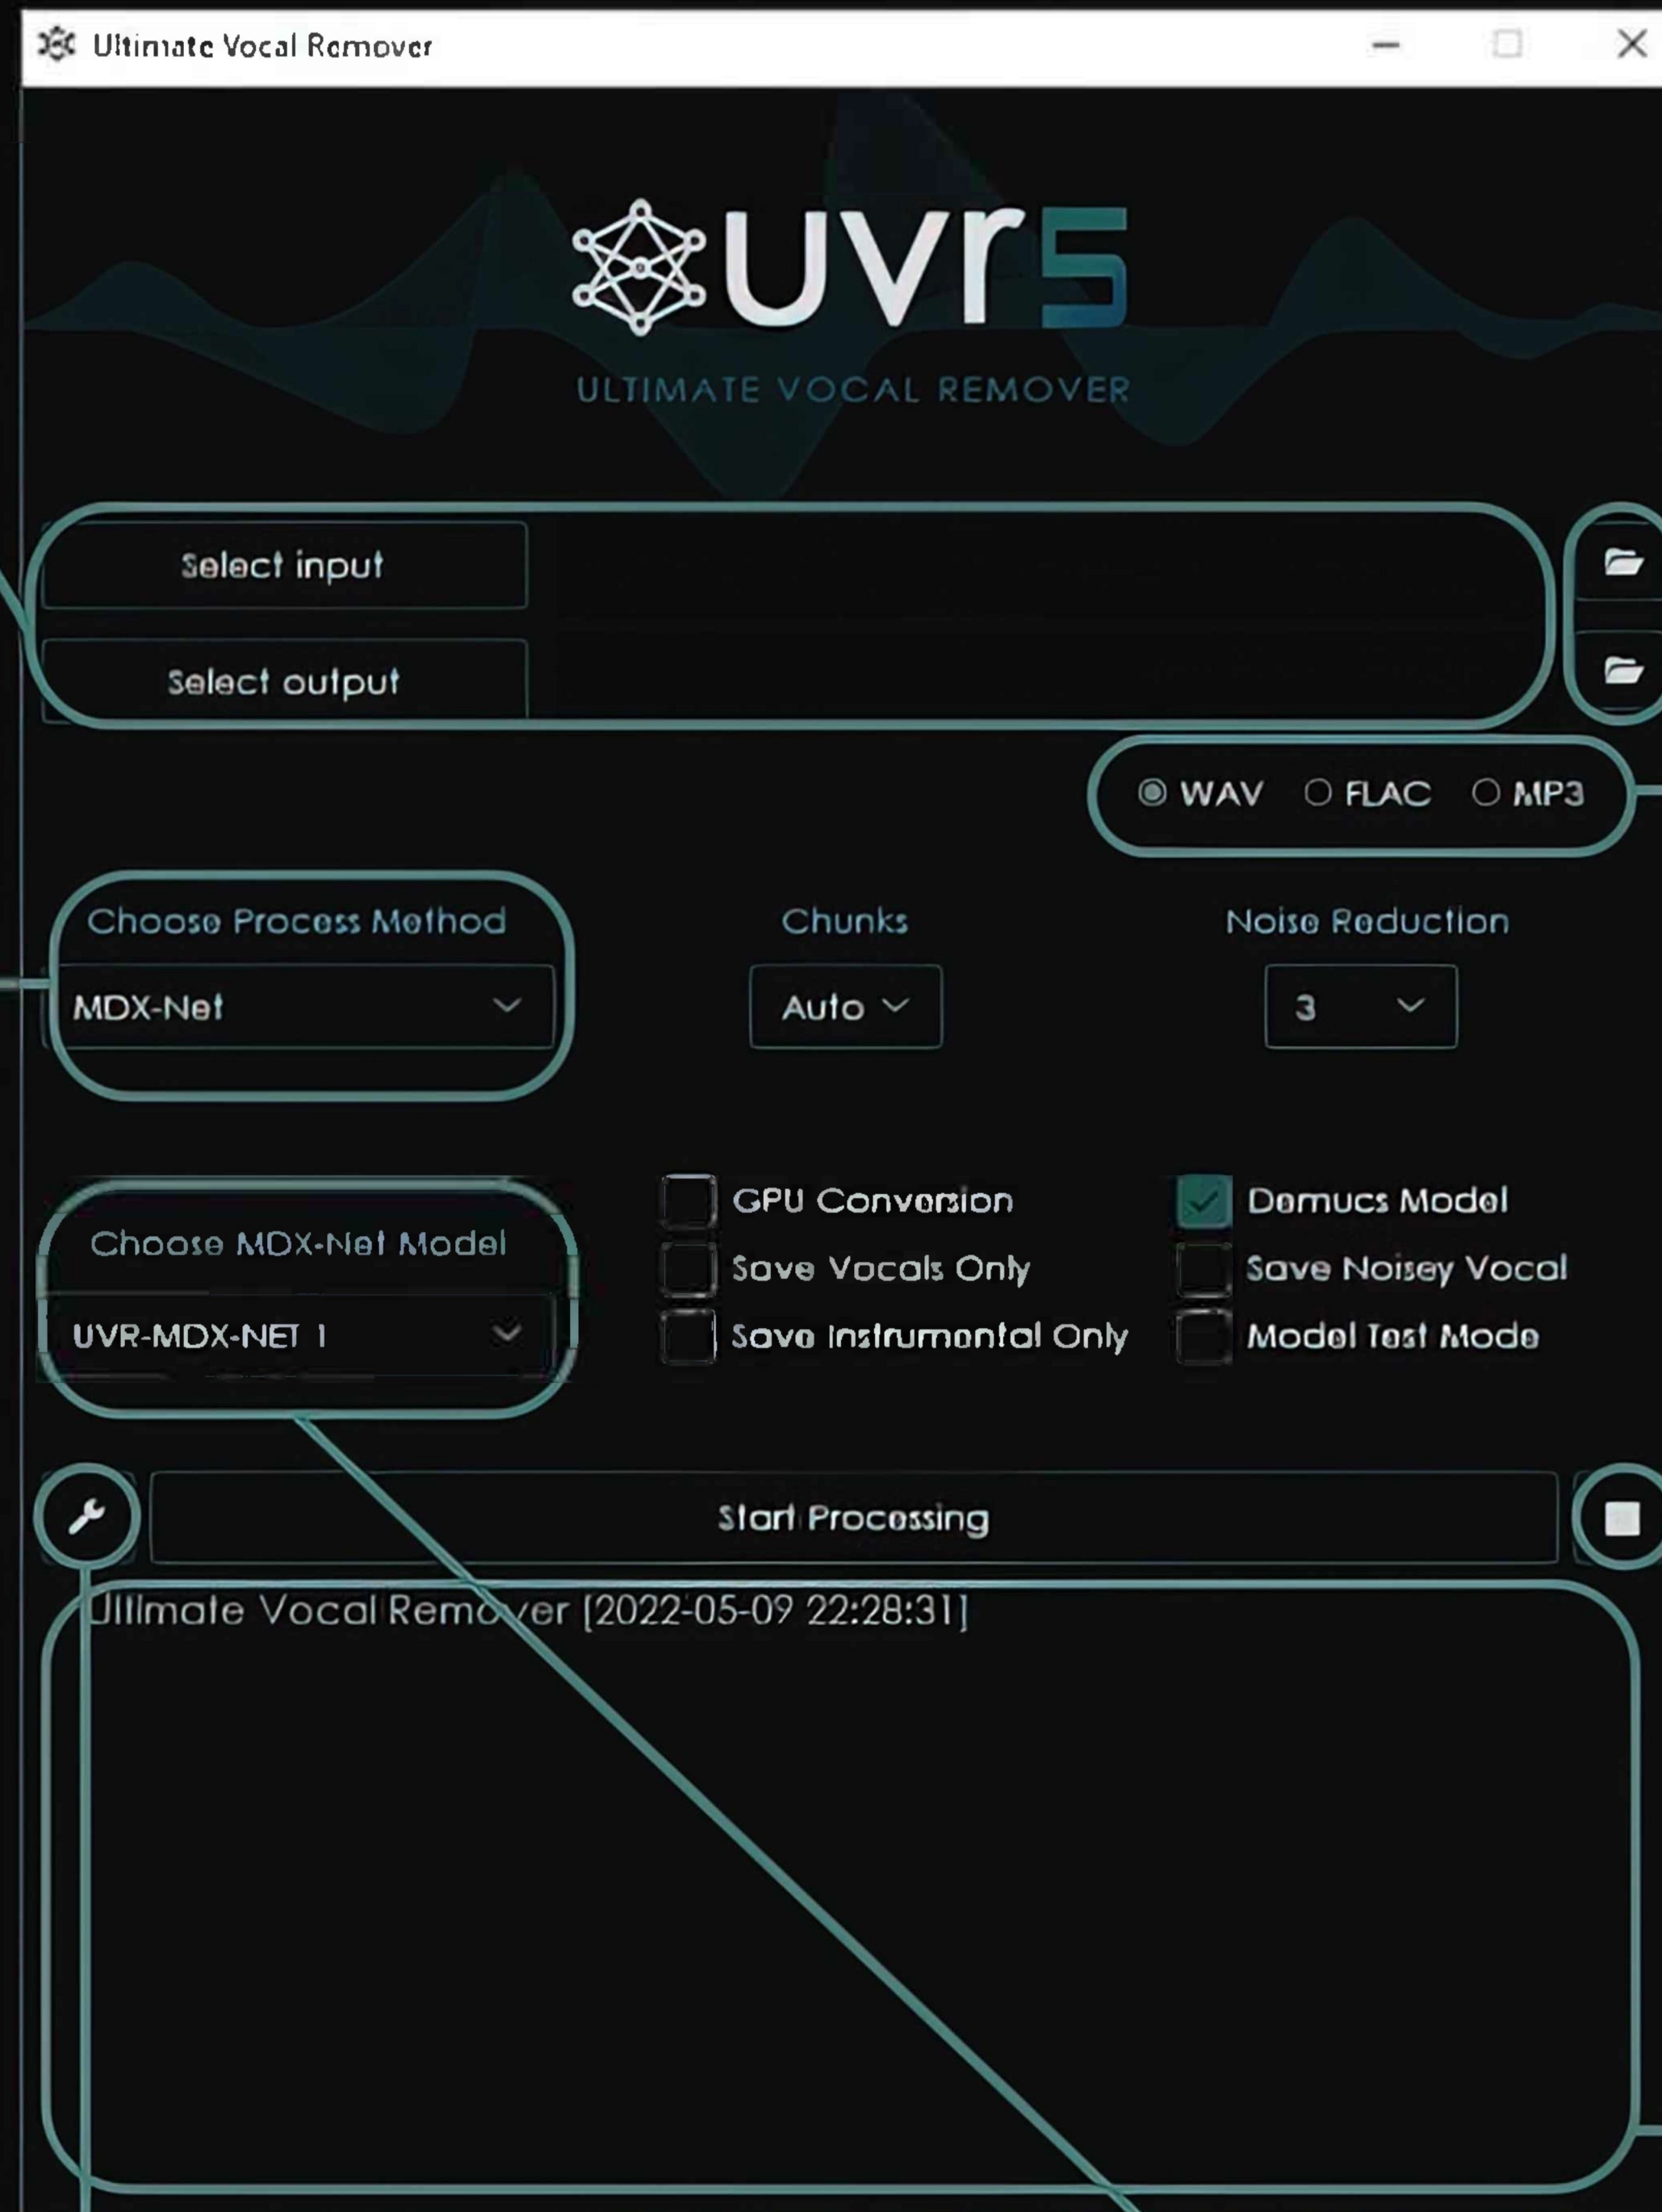 Ultimate Vocal Remover
uvr5
ULTIMATE VOCAL REMOVER
Select input
Select output
WAV FLAC MP3
Choose Process Method Chunks Noise Reduction
MDX-Net Auto 3
GPU Conversion Demucs Model
Choose MDX-Net Model
Save Vocals Only Save Noisey Vocal
UVR-MDX-NET 1 Save Instrumental Only Model Test Mode
Start Processing
Ultimate Vocal Remover [2022-05-09 22:28:31]